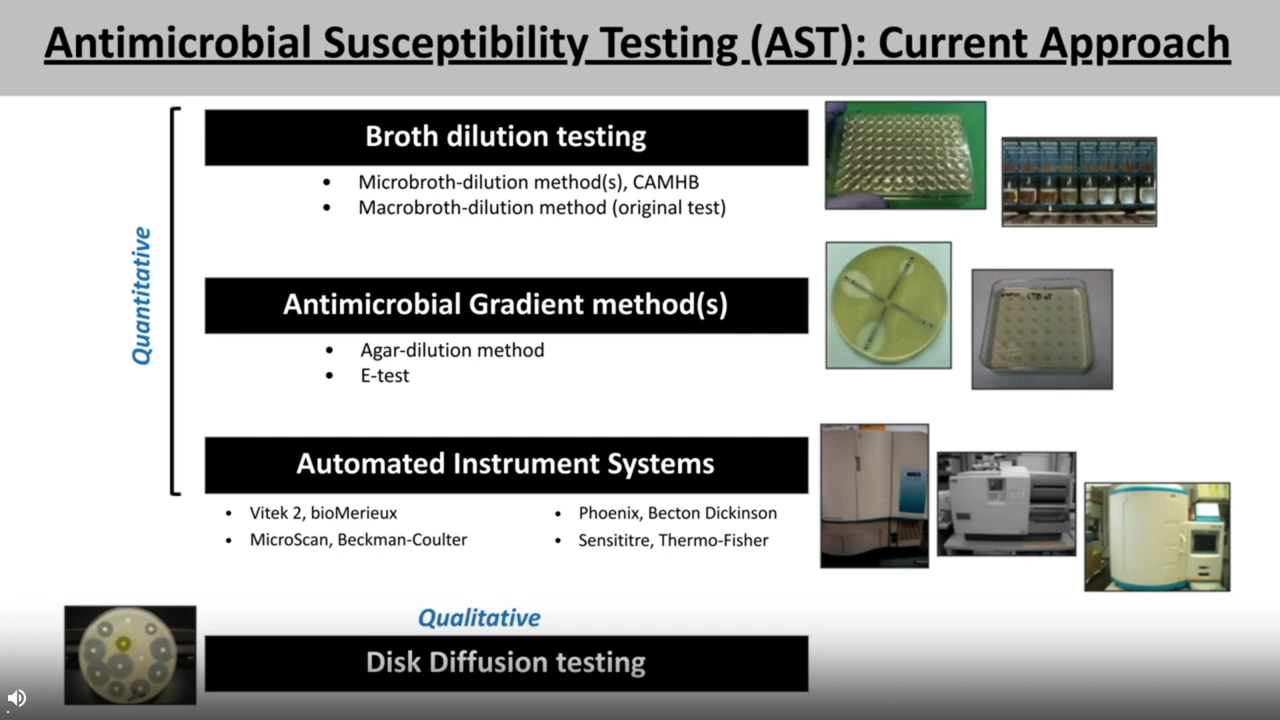 Antimicrobial Susceptibility Testing (AST): Current Approach
Quantitative
Broth dilution testing
• Microbroth-dilution method(s), CAMHB
• Macrobroth-dilution method (original test)
Antimicrobial Gradient method(s)
• Agar-dilution method
• E-test
Automated Instrument Systems
• Vitek 2, bioMerieux
• MicroScan, Beckman-Coulter
• Phoenix, Becton Dickinson
• Sensititre, Thermo-Fisher
Qualitative
Disk Diffusion testing